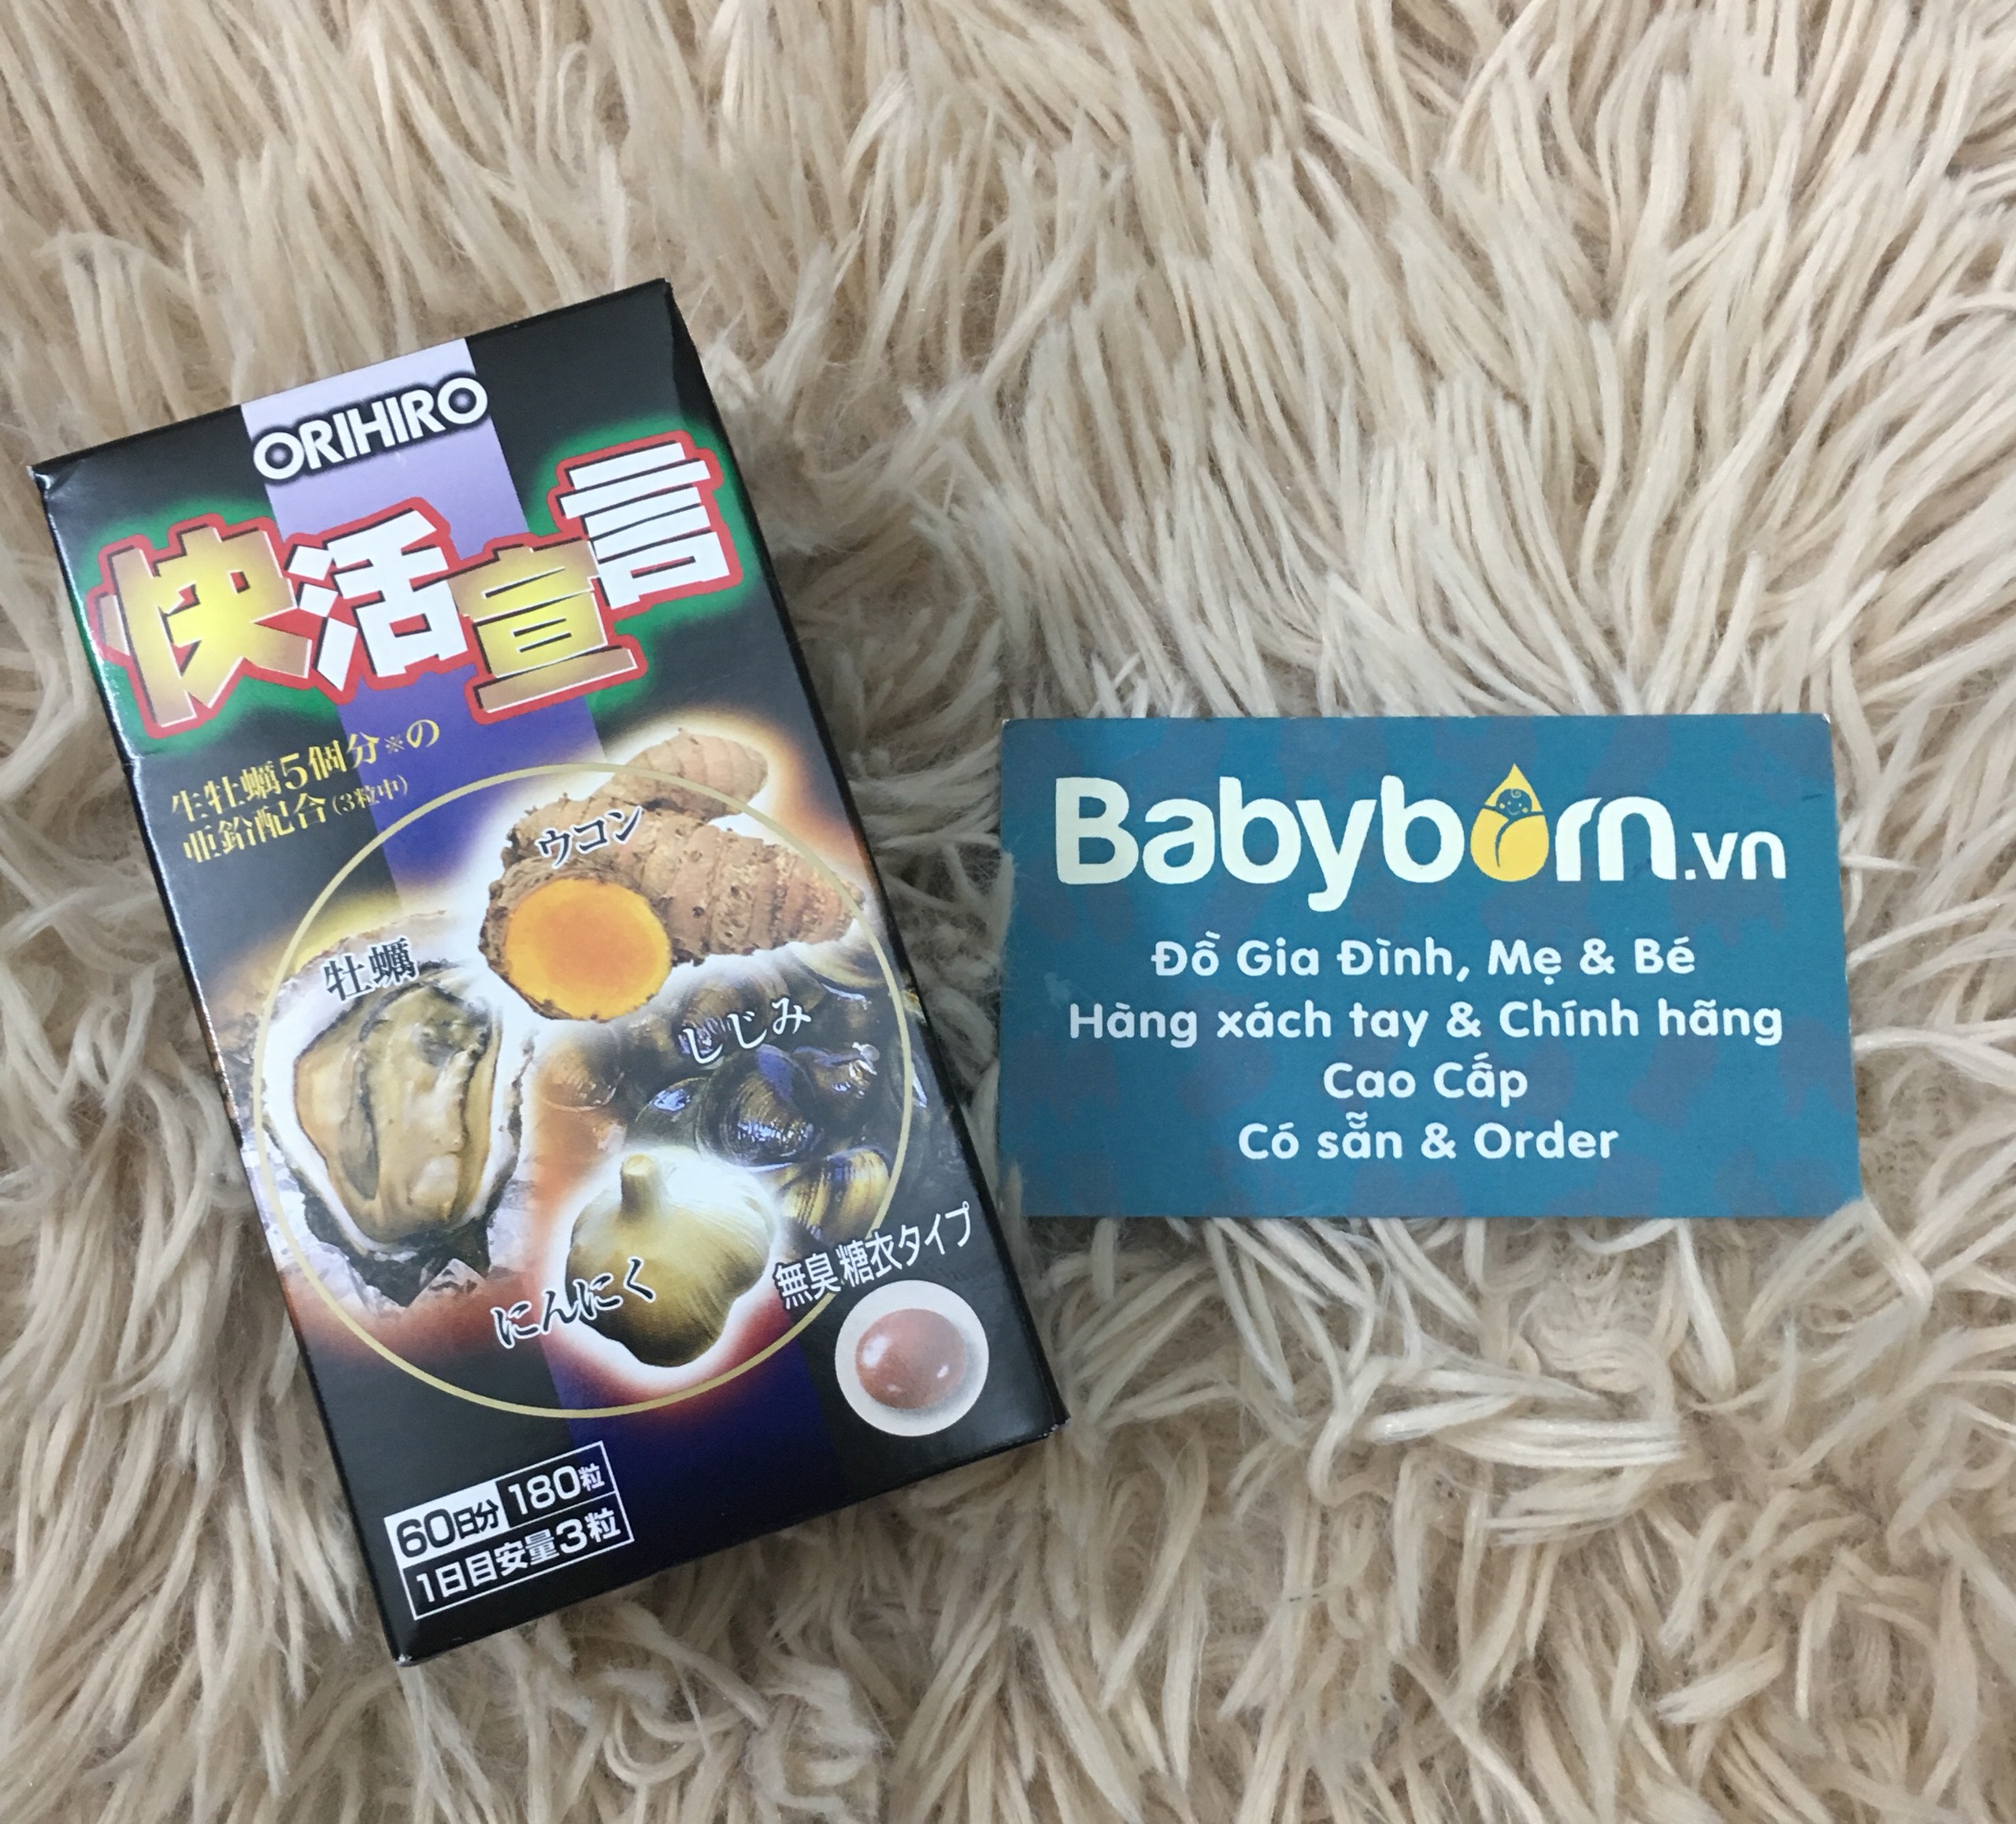 ORIHIRO
快活宣言
生牡蠣5個分※の
亜鉛配合(3粒中)
ウコン
牡蠣
しじみ
にんにく
無臭糖衣タイプ
60日分 180粒
1日目安量3粒
Babyborn.vn
Đồ Gia Đình, Mẹ & Bé
Hàng xách tay & Chính hãng
Cao Cấp
Có sẵn & Order